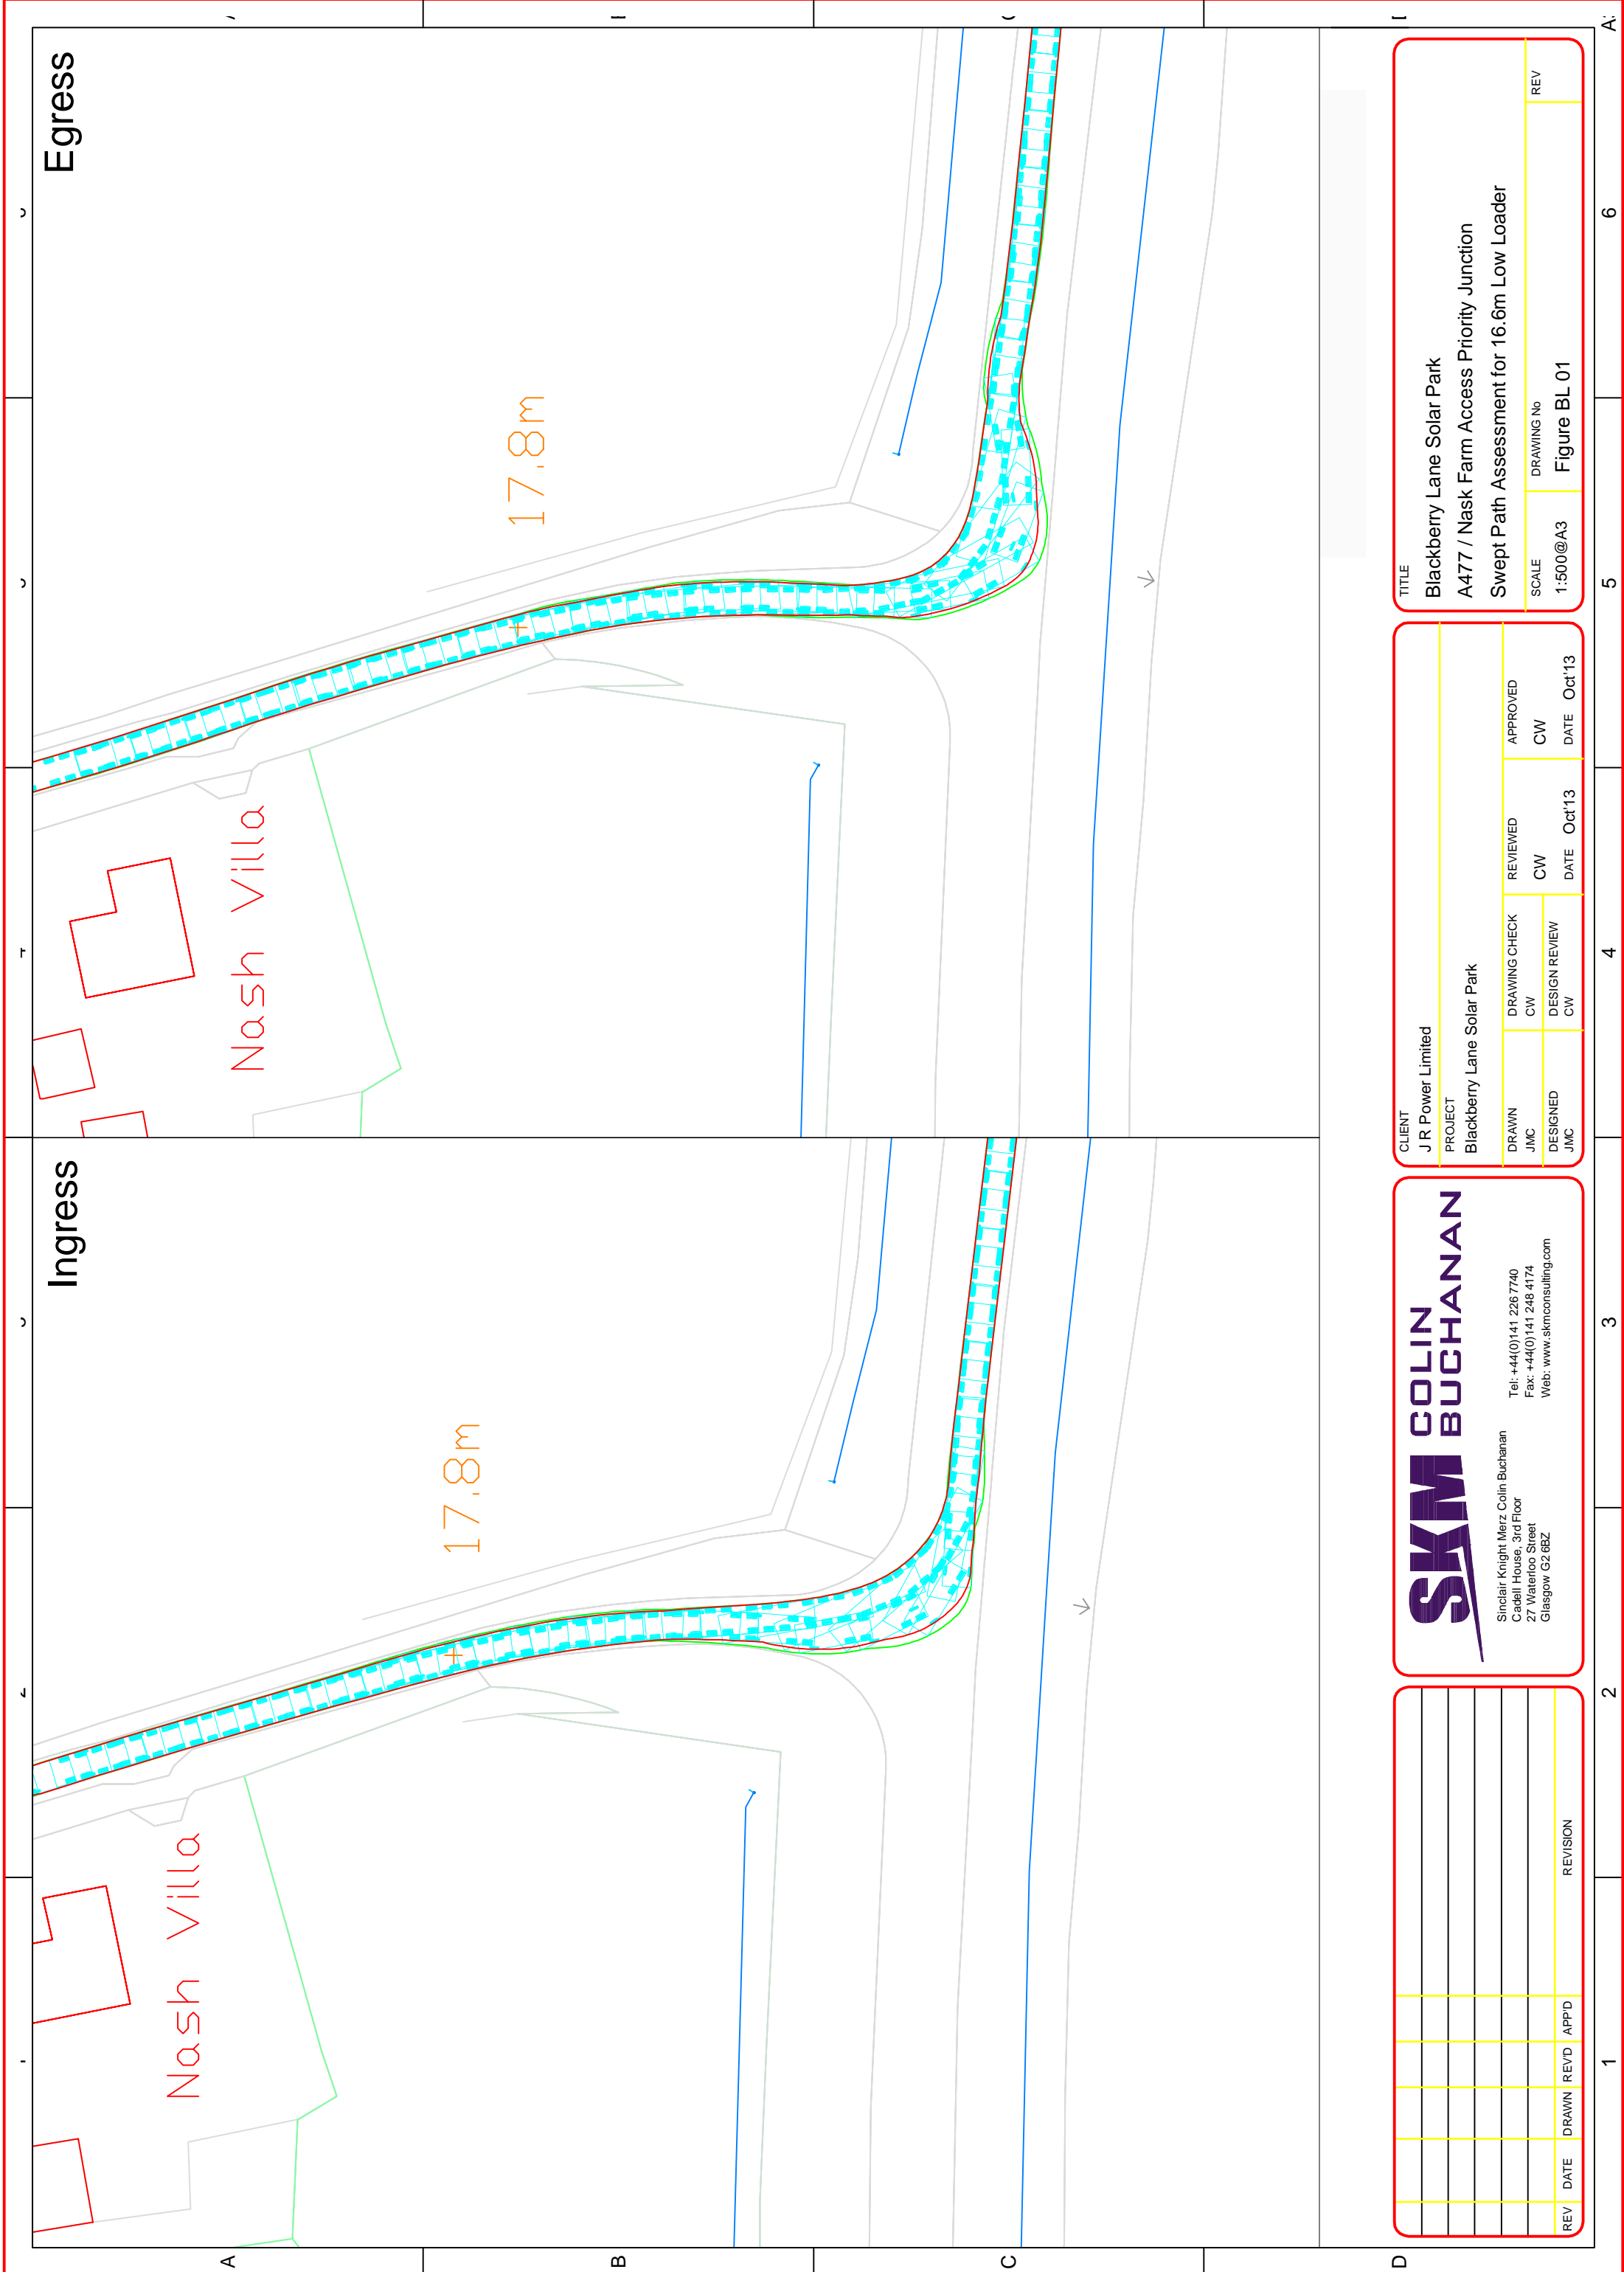 Ingress
Egress
17.8m
17.8m
Nash Villa
Nash Villa
A
B
C
D
1
2
3
4
5
6
REV DATE DRAWN REV'D APP'D REVISION
SKM COLIN
BUCHANAN
Sinclair Knight Merz Colin Buchanan
Cadell House, 3rd Floor
27 Waterloo Street
Glasgow G2 6BZ
Tel: +44(0)141 226 7740
Fax: +44(0)141 248 4174
Web: www.skmconsulting.com
CLIENT
J R Power Limited
PROJECT
Blackberry Lane Solar Park
DRAWN
JMC
DRAWING CHECK
CW
REVIEWED
CW
DATE Oct'13
APPROVED
CW
DATE Oct'13
DESIGNED
JMC
DESIGN REVIEW
CW
TITLE
Blackberry Lane Solar Park
A477 / Nask Farm Access Priority Junction
Swept Path Assessment for 16.6m Low Loader
SCALE
1:500@A3
DRAWING No
Figure BL 01
REV